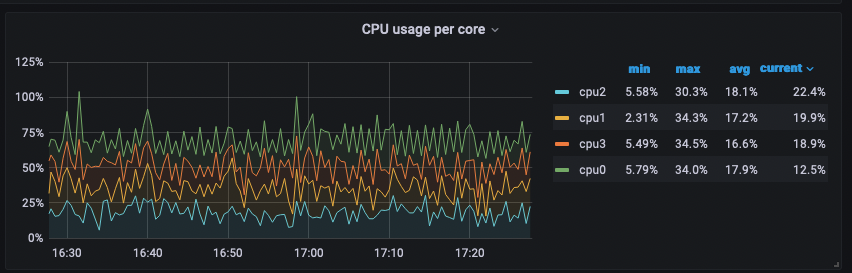 CPU usage per core
125%
100%
75%
50%
25%
0%
16:30 16:40 16:50 17:00 17:10 17:20
min max avg current
cpu2 5.58% 30.3% 18.1% 22.4%
cpu1 2.31% 34.3% 17.2% 19.9%
cpu3 5.49% 34.5% 16.6% 18.9%
cpu0 5.79% 34.0% 17.9% 12.5%